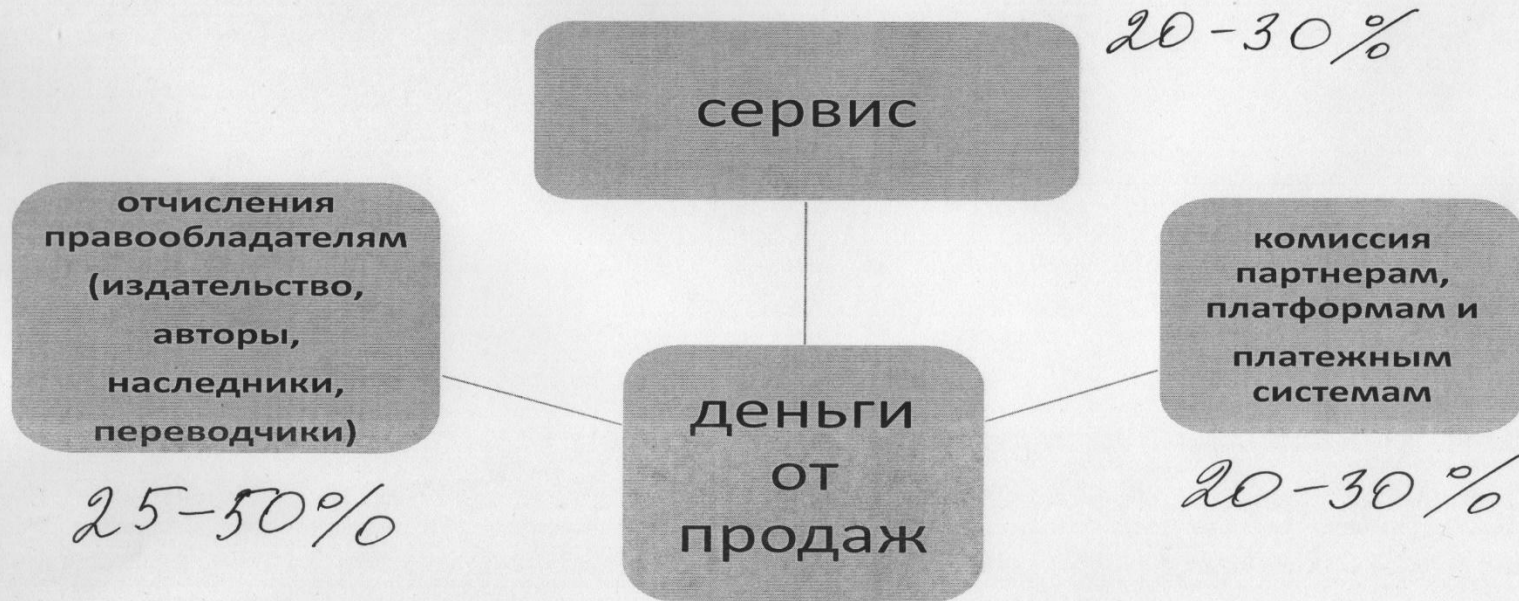 20-30%
сервис
отчисления
правообладателям
(издательство,
авторы,
наследники,
переводчики)
25-50%
комиссия
партнерам,
платформам и
платежным
системам
20-30%
деньги
от
продаж